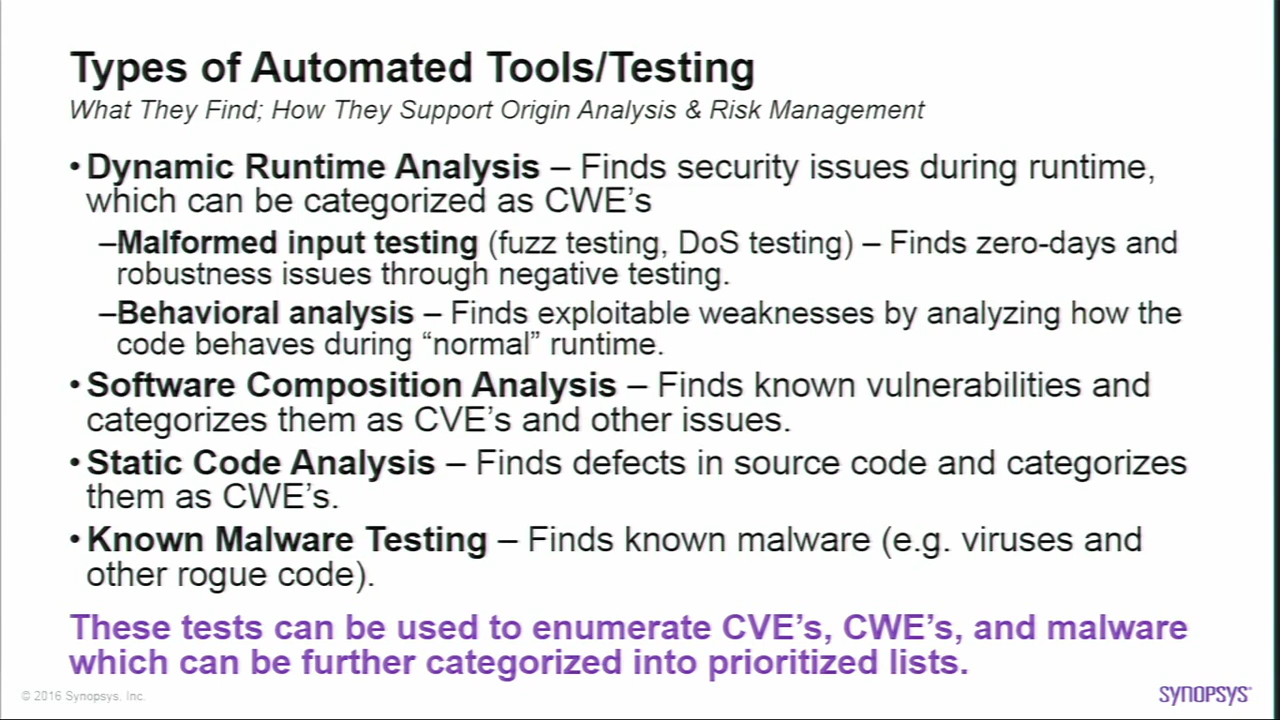 Types of Automated Tools/Testing
What They Find; How They Support Origin Analysis & Risk Management
• Dynamic Runtime Analysis – Finds security issues during runtime,
which can be categorized as CWE’s
–Malformed input testing (fuzz testing, DoS testing) – Finds zero-days and
robustness issues through negative testing.
–Behavioral analysis – Finds exploitable weaknesses by analyzing how the
code behaves during “normal” runtime.
• Software Composition Analysis – Finds known vulnerabilities and
categorizes them as CVE’s and other issues.
• Static Code Analysis – Finds defects in source code and categorizes
them as CWE’s.
• Known Malware Testing – Finds known malware (e.g. viruses and
other rogue code).
These tests can be used to enumerate CVE’s, CWE’s, and malware
which can be further categorized into prioritized lists.
© 2016 Synopsys, Inc.
SYNOPSYS